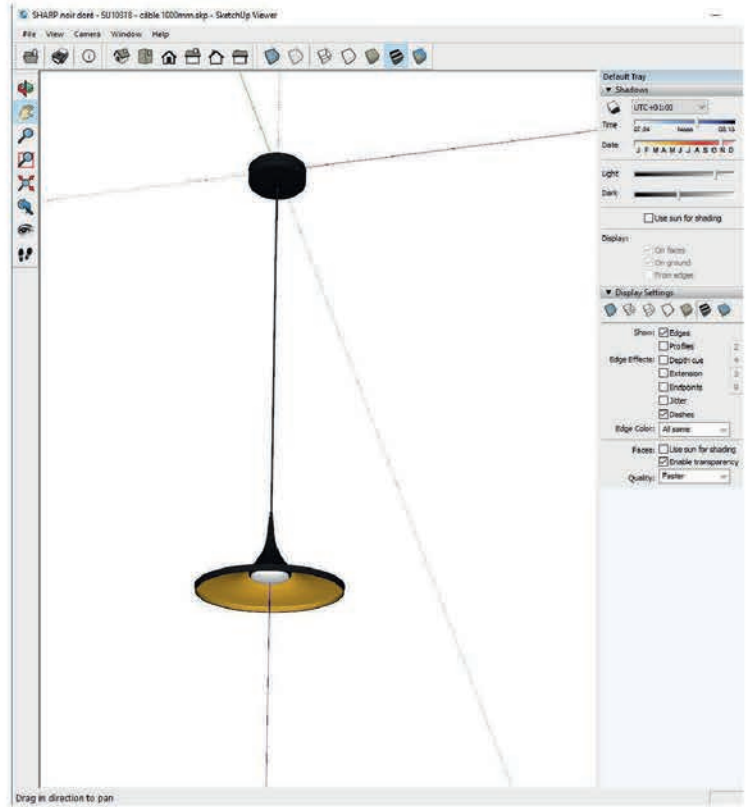 SHARP noir doré - SU10318 - câble 1000mm.skp - SketchUp Viewer
File View Camera Window Help
Default Tray
▼ Shadows
UTC+01:00
Time
Noon
Date
J F M A M J J A S O N D
Light
Dark
Use sun for shading
Display:
On faces
On ground
From edges
▼ Display Settings
Show: Edges
Profiles
Edge Effects: Depth cue
Extension
Endpoints
Jitter
Dashes
Edge Color: All same
Faces: Use sun for shading
Enable transparency
Quality: Faster
Drag in direction to pan